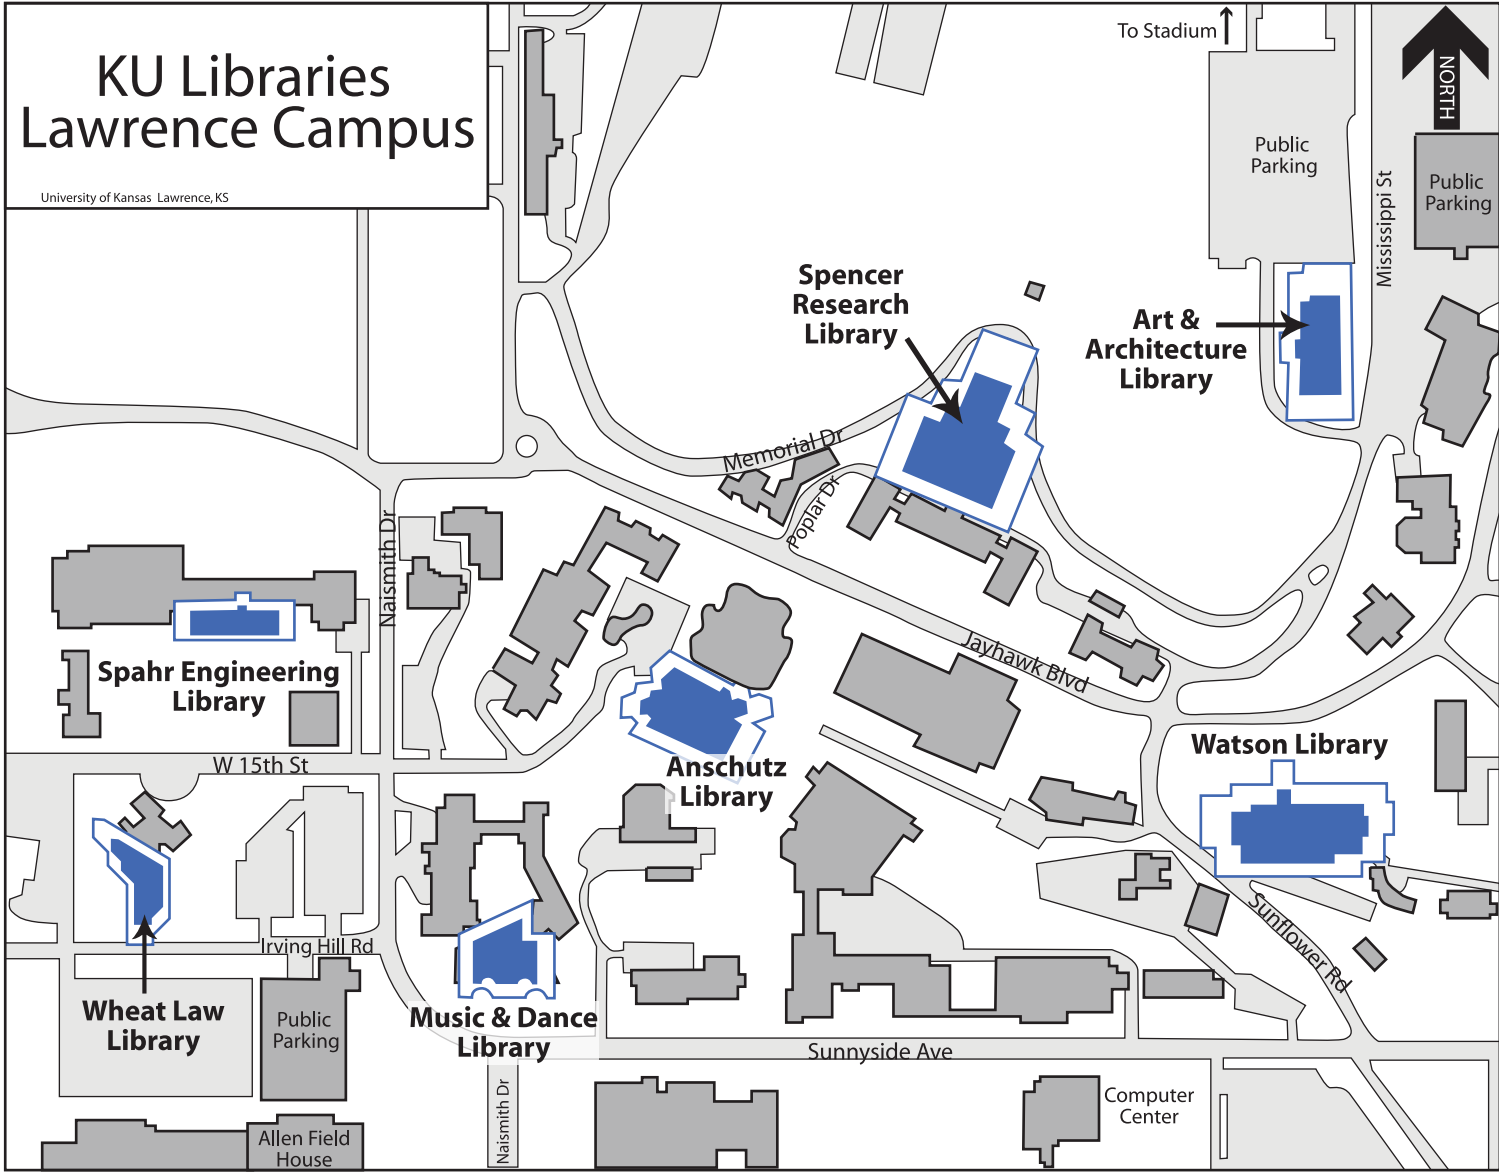 KU Libraries
Lawrence Campus
University of Kansas Lawrence, KS
To Stadium
NORTH
Public
Parking
Public
Parking
Mississippi St
Spencer
Research
Library
Art &
Architecture
Library
Memorial Dr
Poplar Dr
Naismith Dr
Jayhawk Blvd
Spahr Engineering
Library
W 15th St
Anschutz
Library
Watson Library
Sunflower Rd
Irving Hill Rd
Wheat Law
Library
Public
Parking
Music & Dance
Library
Sunnyside Ave
Naismith Dr
Computer
Center
Allen Field
House